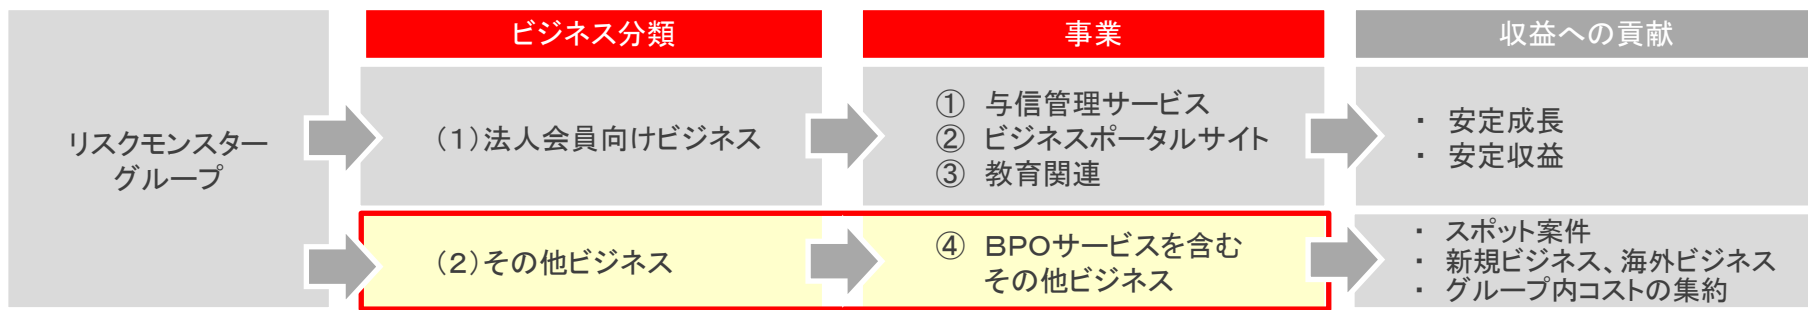 ビジネス分類
事業
収益への貢献
リスクモンスター
グループ
（１）法人会員向けビジネス
① 与信管理サービス
② ビジネスポータルサイト
③ 教育関連
・ 安定成長
・ 安定収益
（２）その他ビジネス
④ ＢＰＯサービスを含む
その他ビジネス
・ スポット案件
・ 新規ビジネス、海外ビジネス
・ グループ内コストの集約